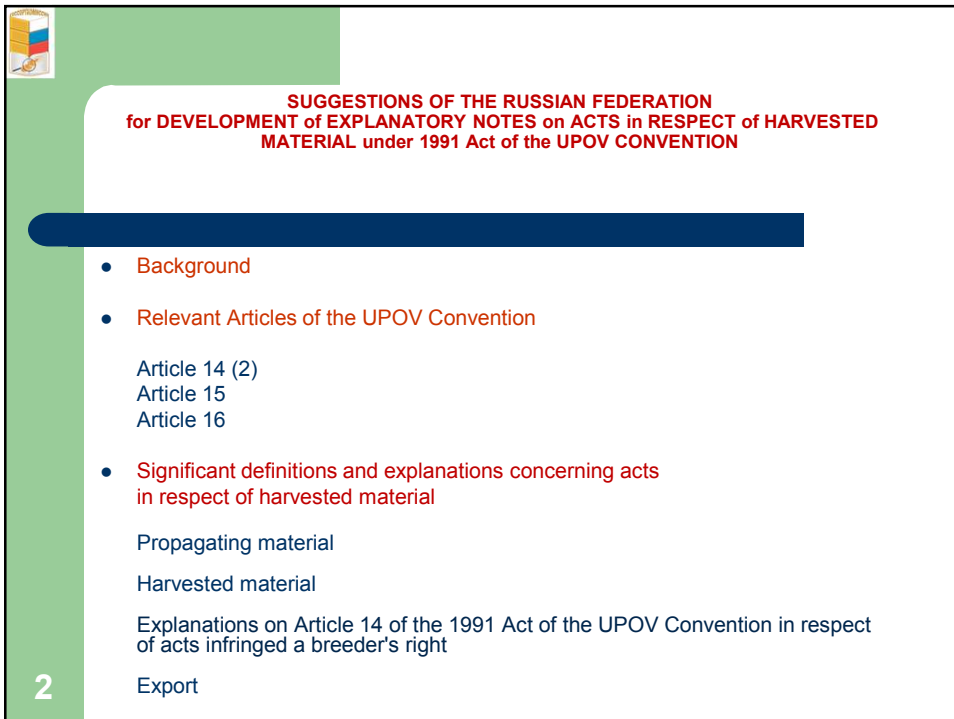 SUGGESTIONS OF THE RUSSIAN FEDERATION
for DEVELOPMENT of EXPLANATORY NOTES on ACTS in RESPECT of HARVESTED
MATERIAL under 1991 Act of the UPOV CONVENTION
● Background
● Relevant Articles of the UPOV Convention
Article 14 (2)
Article 15
Article 16
● Significant definitions and explanations concerning acts
in respect of harvested material
Propagating material
Harvested material
Explanations on Article 14 of the 1991 Act of the UPOV Convention in respect
of acts infringed a breeder's right
Export
2